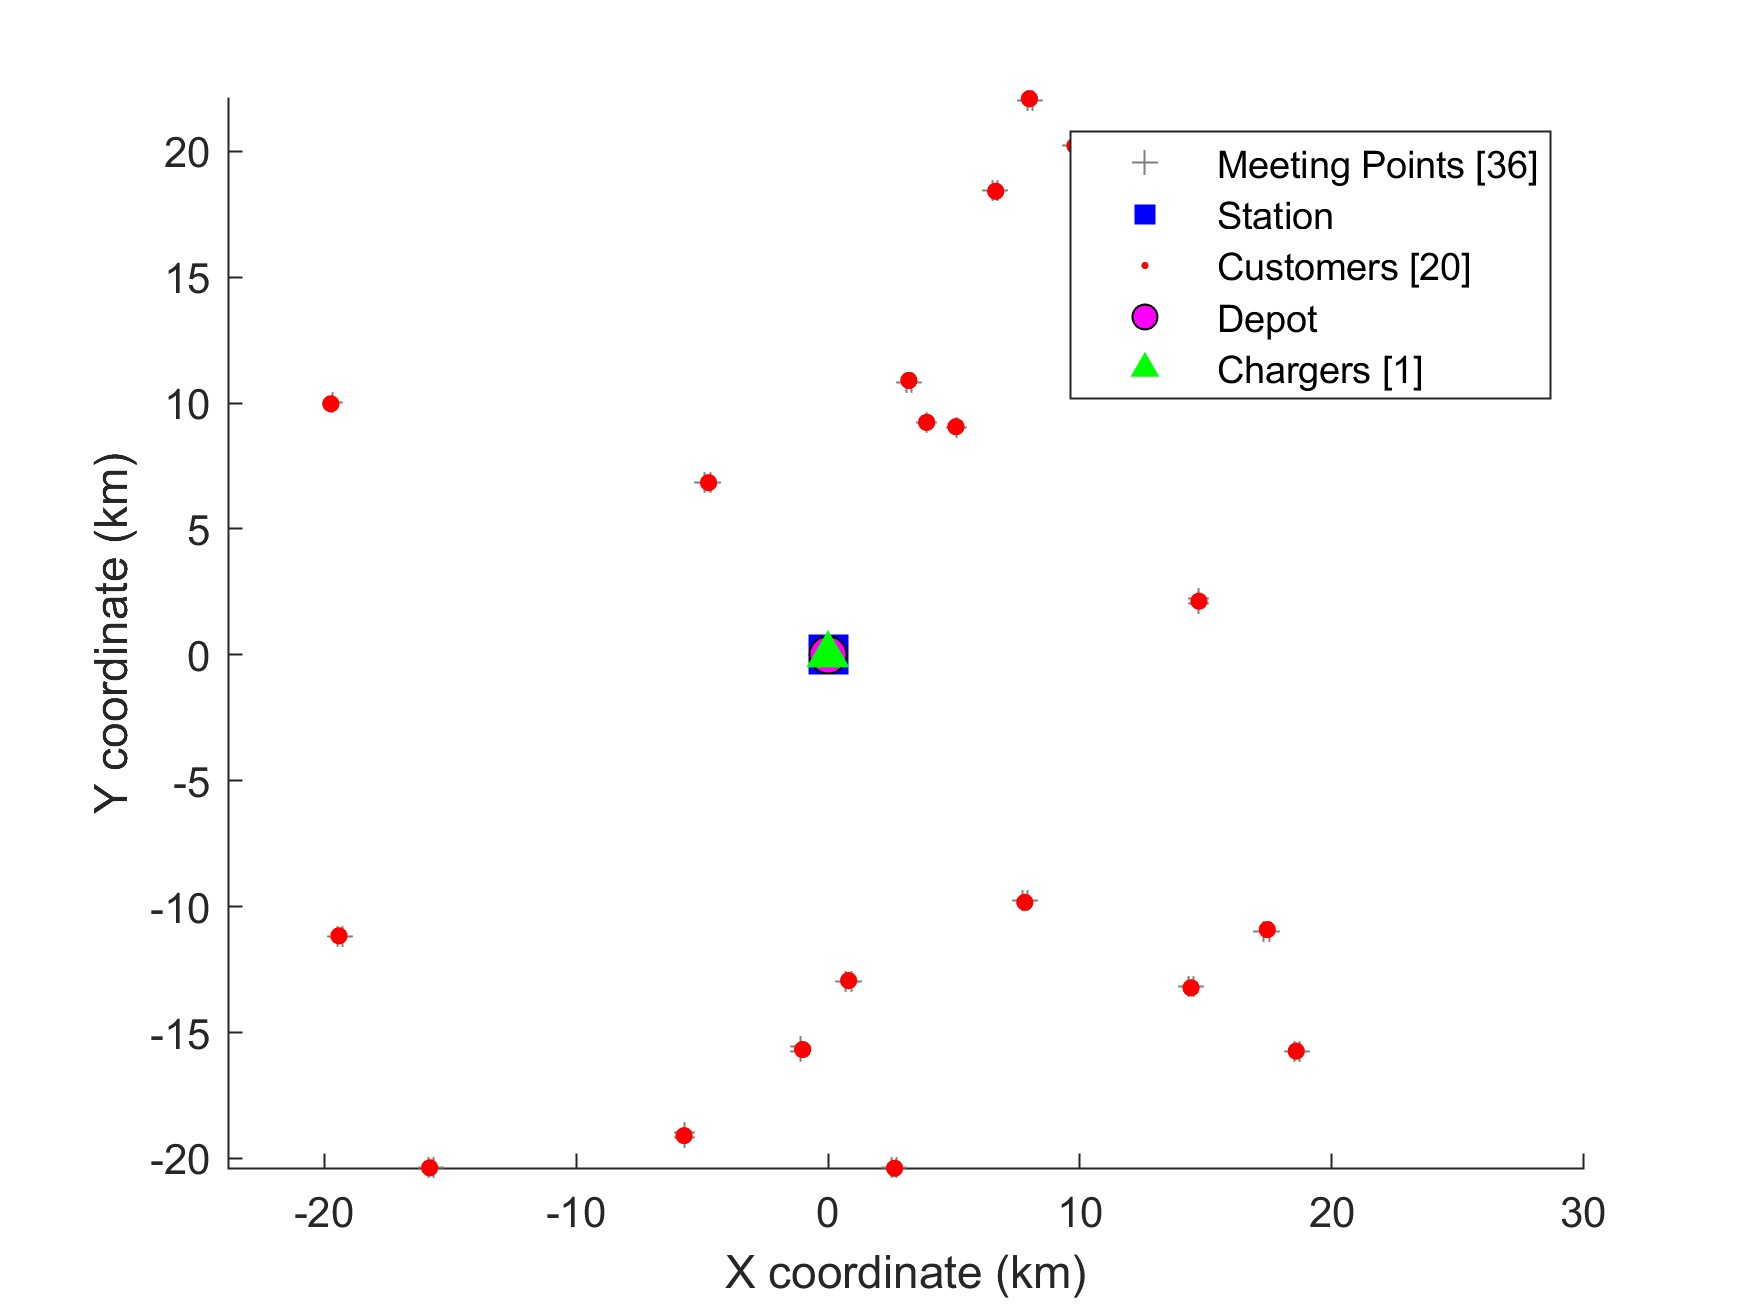 20
15
10
5
0
-5
-10
-15
-20
Y coordinate (km)
Meeting Points [36]
Station
Customers [20]
Depot
Chargers [1]
-20 -10 0 10 20 30
X coordinate (km)